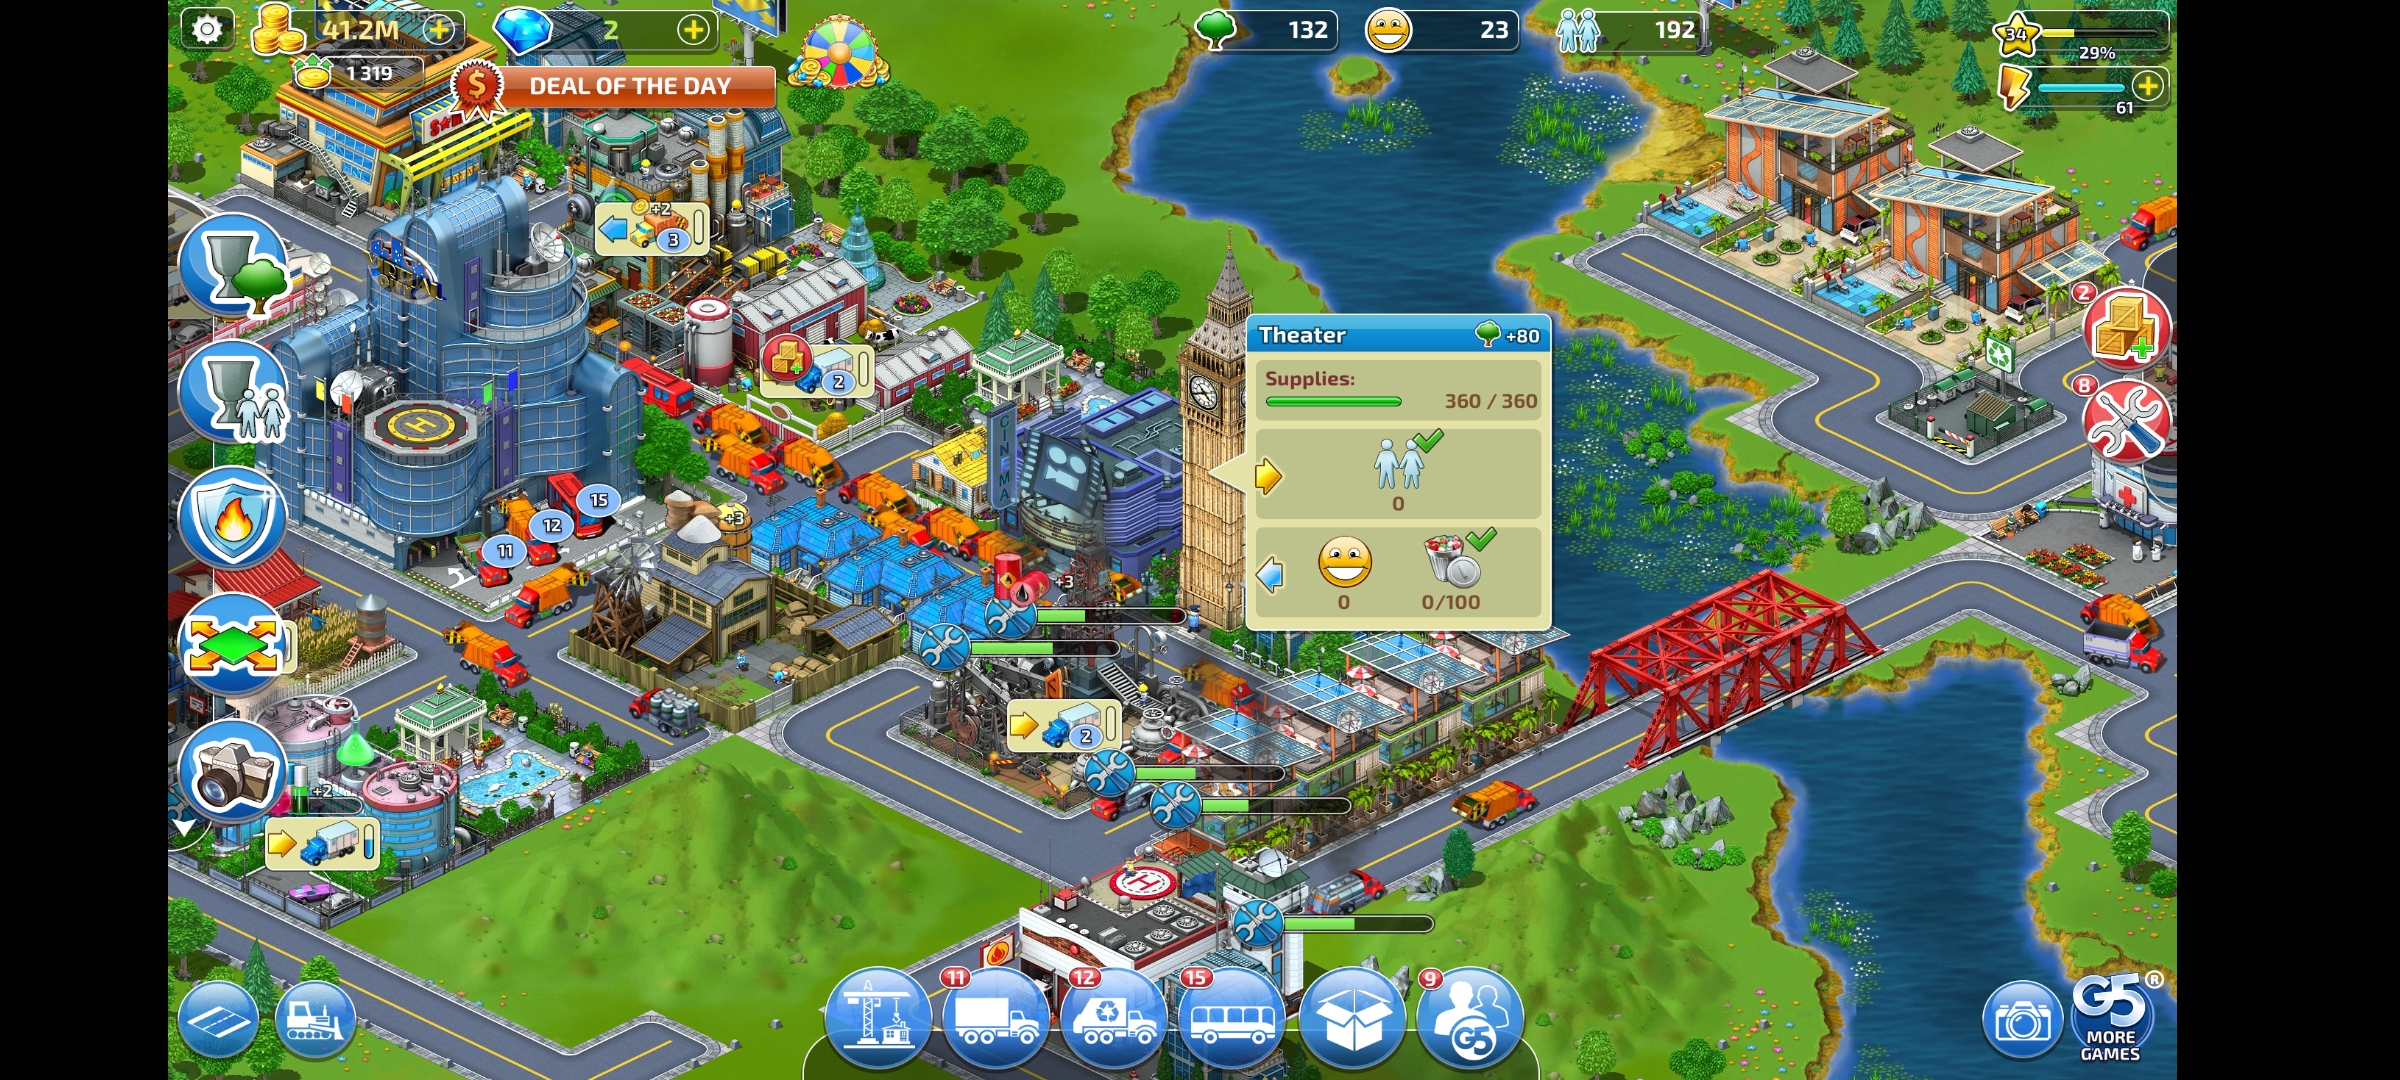 41.2M
2
132
23
192
34
29%
1 319
DEAL OF THE DAY
61
+2
3
Theater
+80
Supplies:
360 / 360
0
0
0/100
2
2
8
CINEMA
H
15
12
11
+3
+3
2
+2
H
11
12
15
9
A
G5
G5®
MORE
GAMES